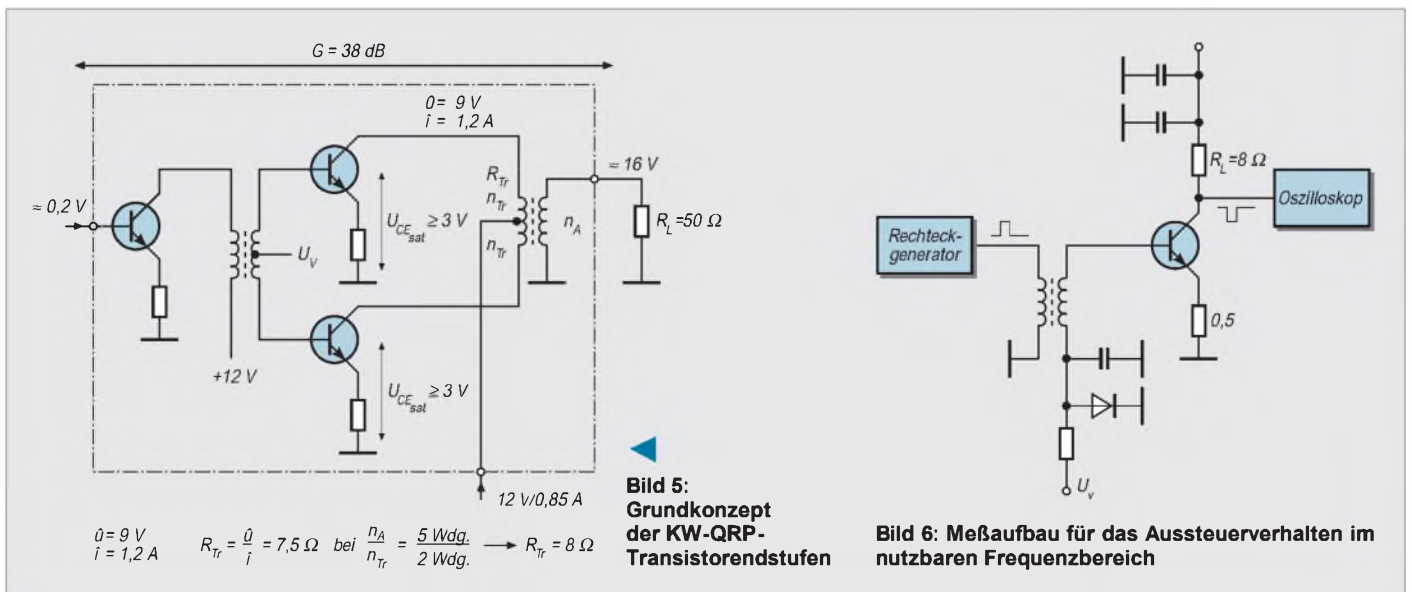 G = 38 dB
0= 9 V
î = 1,2 A
≈ 0,2 V
U_CEsat ≥ 3 V
R_Tr
n_Tr
n_Tr
n_A
≈ 16 V
R_L=50 Ω
U_V
+12 V
U_CEsat ≥ 3 V
12 V/0,85 A
û= 9 V
î = 1,2 A
R_Tr = û/î = 7,5 Ω bei n_A/n_Tr = 5 Wdg./2 Wdg. → R_Tr = 8 Ω
Bild 5:
Grundkonzept
der KW-QRP-
Transistorendstufen
R_L=8 Ω
Oszilloskop
Rechteck-
generator
0,5
U_v
Bild 6: Meßaufbau für das Aussteuerverhalten im
nutzbaren Frequenzbereich